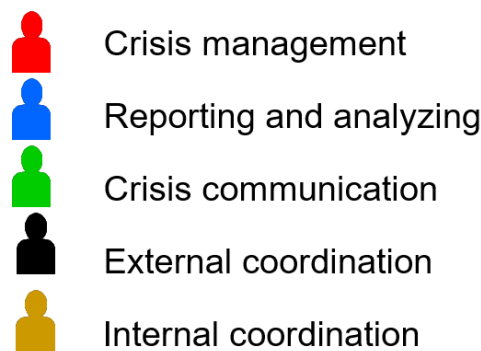 Crisis management
Reporting and analyzing
Crisis communication
External coordination
Internal coordination